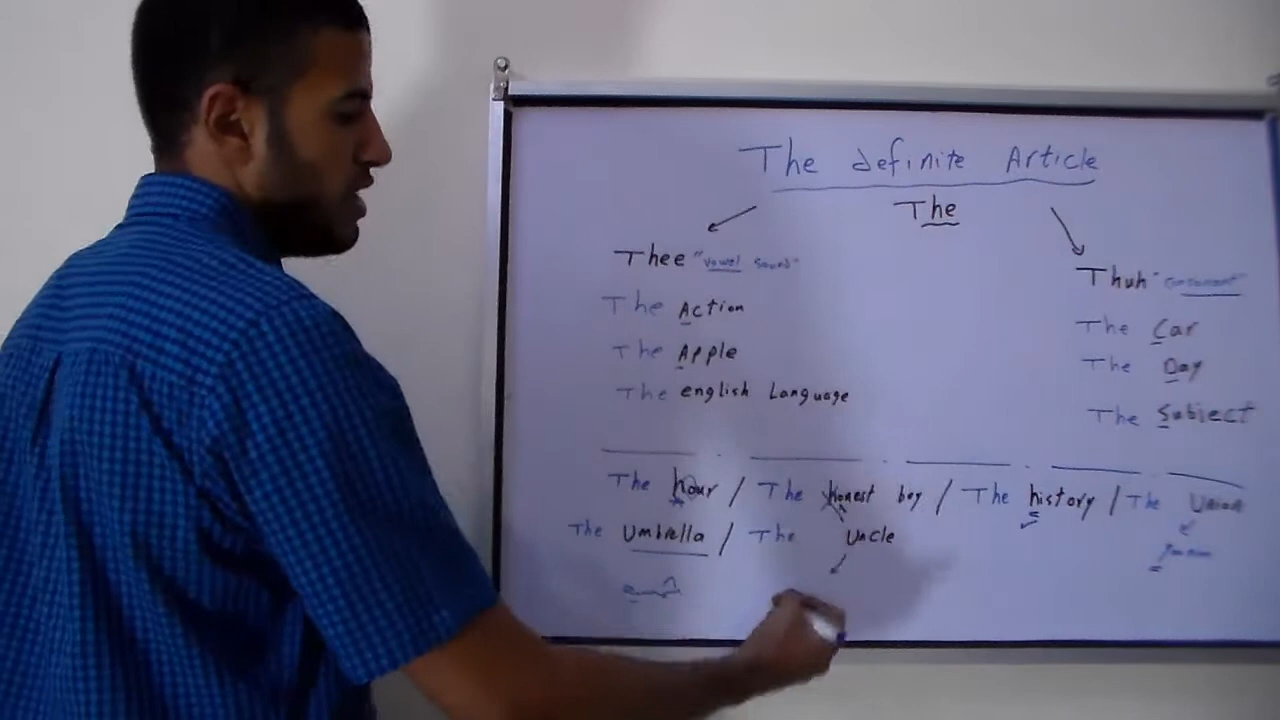 The definite Article
The
Thee "vowel sound"
Thuh "consonant"
The Action
The Apple
The english Language
The Car
The Day
The Subject
The hour / The honest boy / The history / The Union
The Umbrella / The Uncle